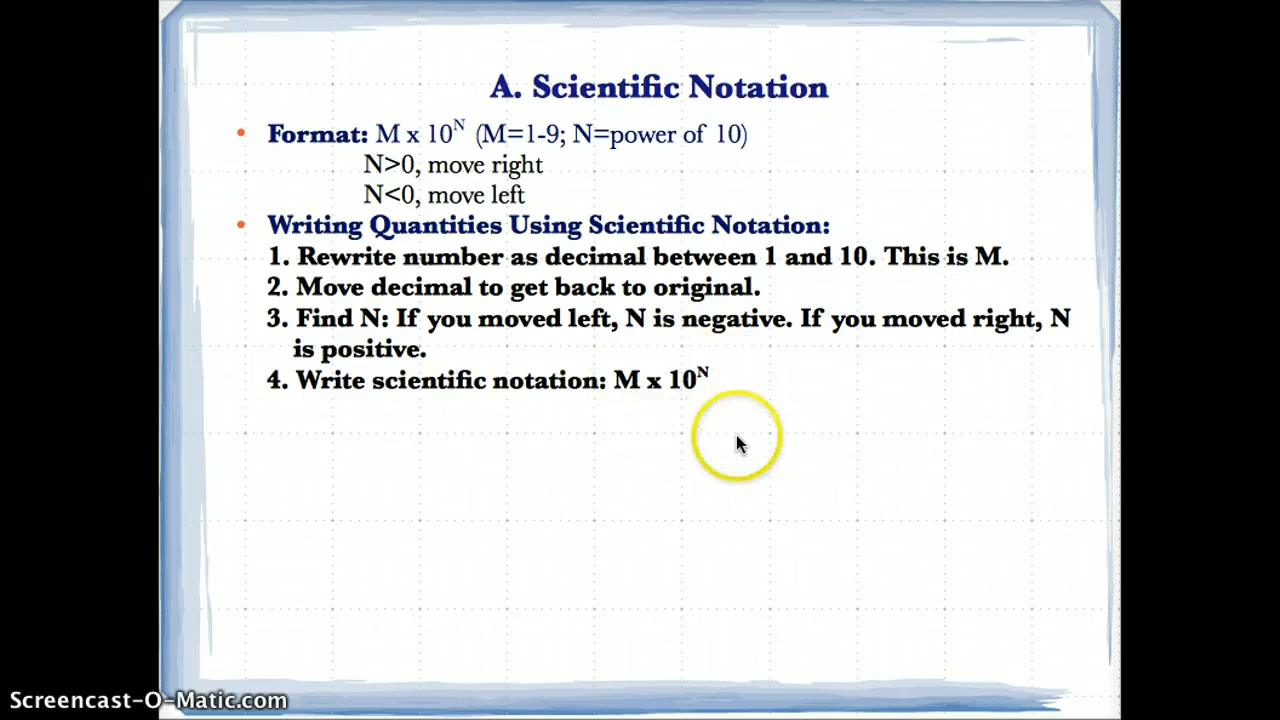 A. Scientific Notation
• Format: M x 10^N (M=1-9; N=power of 10)
N>0, move right
N<0, move left
• Writing Quantities Using Scientific Notation:
1. Rewrite number as decimal between 1 and 10. This is M.
2. Move decimal to get back to original.
3. Find N: If you moved left, N is negative. If you moved right, N
is positive.
4. Write scientific notation: M x 10^N
Screencast-O-Matic.com